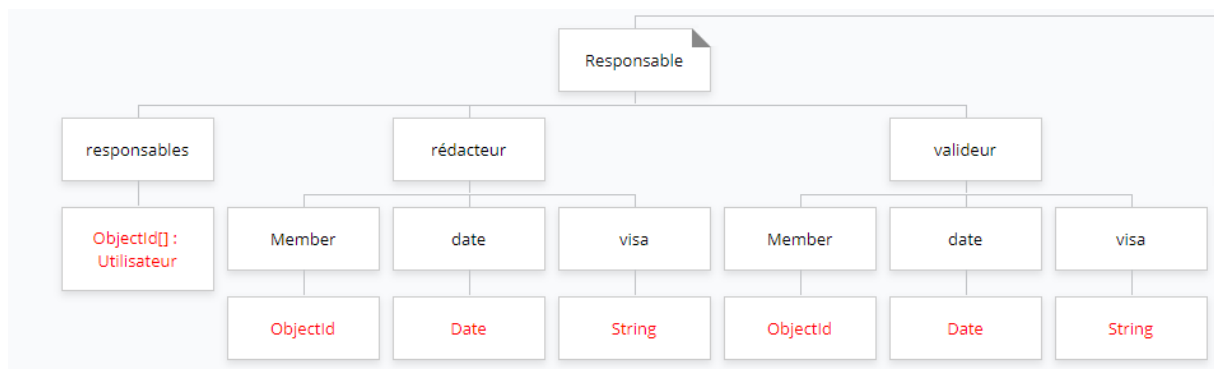 Responsable
responsables
rédacteur
valideur
ObjectId[] :
Utilisateur
Member
date
visa
Member
date
visa
ObjectId
Date
String
ObjectId
Date
String